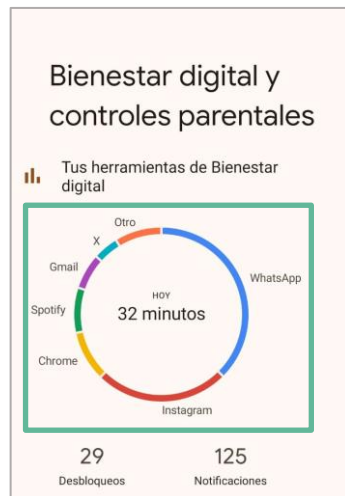 Bienestar digital y
controles parentales
Tus herramientas de Bienestar
digital
Otro
X
Gmail
WhatsApp
HOY
Spotify
32 minutos
Chrome
Instagram
29
125
Desbloqueos
Notificaciones